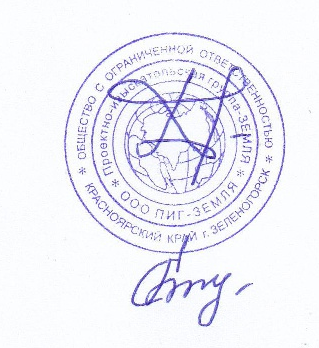 ОБЩЕСТВО С ОГРАНИЧЕННОЙ ОТВЕТСТВЕННОСТЬЮ
* КРАСНОЯРСКИЙ КРАЙ г. ЗЕЛЕНОГОРСК *
Проектно-изыскательская группа-ЗЕМЛЯ
* ООО ПИГ-ЗЕМЛЯ *